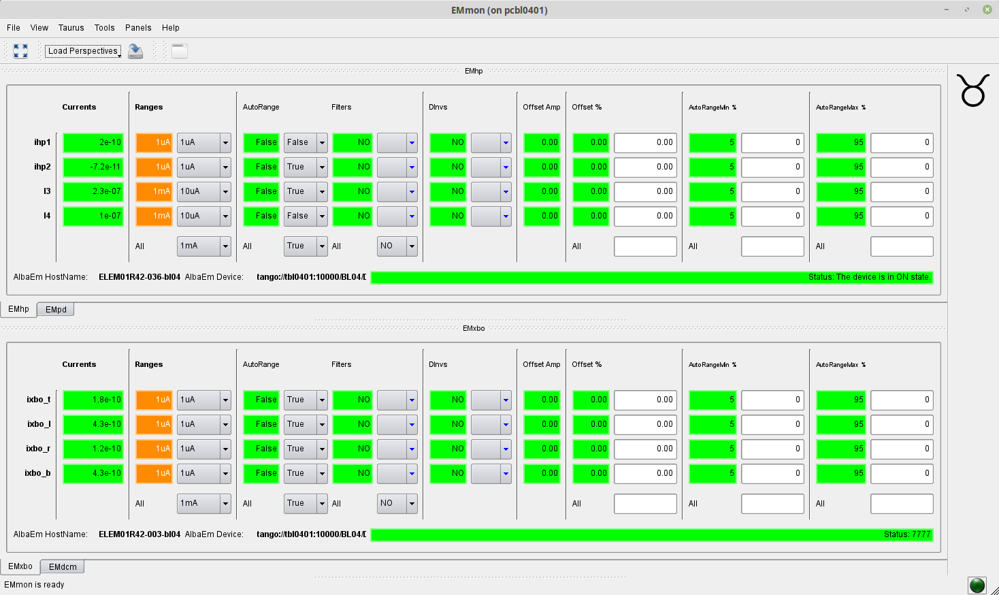 EMmon (on pcbl0401)
File View Taurus Tools Panels Help
Load Perspectives
EMhp
Currents Ranges AutoRange Filters DInvs Offset Amp Offset % AutoRangeMin % AutoRangeMax %
ihp1 2e-10 1uA 1uA False False NO NO 0.00 0.00 0.00 5 0 95 0
ihp2 -7.2e-11 1uA 1uA False True NO NO 0.00 0.00 0.00 5 0 95 0
I3 2.3e-07 1mA 10uA False True NO NO 0.00 0.00 0.00 5 0 95 0
I4 1e-07 1mA 10uA False False NO NO 0.00 0.00 0.00 5 0 95 0
All 1mA All True All NO All All All
AlbaEm HostName: ELEM01R42-036-bl04 AlbaEm Device: tango://tbl0401:10000/BL04/ Status: The device is in ON state.
EMhp EMpd
EMxbo
Currents Ranges AutoRange Filters DInvs Offset Amp Offset % AutoRangeMin % AutoRangeMax %
ixbo_t 1.8e-10 1uA 1uA False True NO NO 0.00 0.00 0.00 5 0 95 0
ixbo_l 4.3e-10 1uA 1uA False True NO NO 0.00 0.00 0.00 5 0 95 0
ixbo_r 1.2e-10 1uA 1uA False True NO NO 0.00 0.00 0.00 5 0 95 0
ixbo_b 4.3e-10 1uA 1uA False True NO NO 0.00 0.00 0.00 5 0 95 0
All 1mA All True All NO All All All
AlbaEm HostName: ELEM01R42-003-bl04 AlbaEm Device: tango://tbl0401:10000/BL04/ Status: 7777
EMxbo EMdcm
EMmon is ready